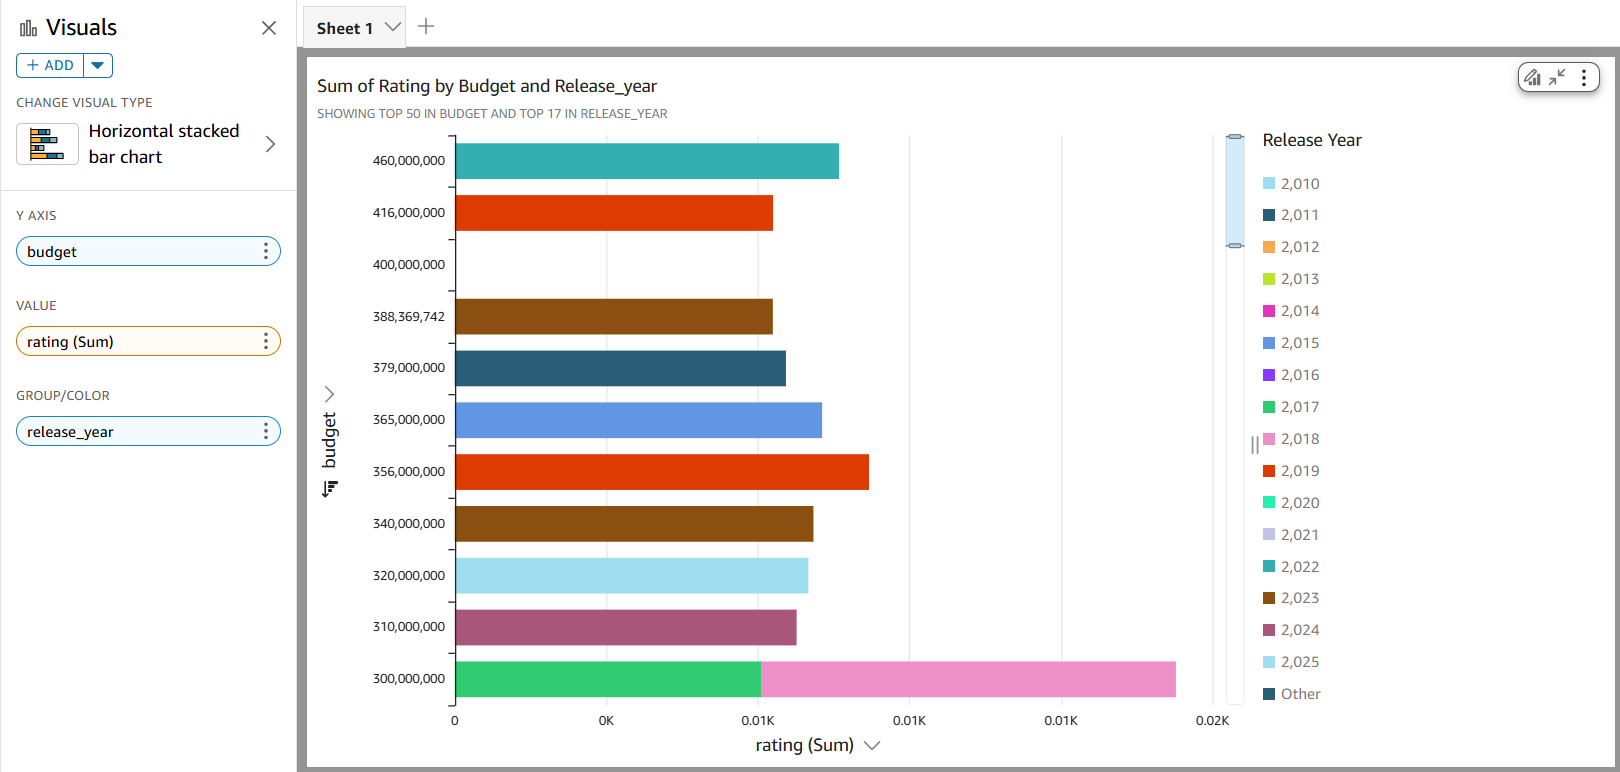 Visuals
+ ADD
CHANGE VISUAL TYPE
Horizontal stacked
bar chart
Y AXIS
budget
VALUE
rating (Sum)
GROUP/COLOR
release_year
Sheet 1
Sum of Rating by Budget and Release_year
SHOWING TOP 50 IN BUDGET AND TOP 17 IN RELEASE_YEAR
budget
460,000,000
416,000,000
400,000,000
388,369,742
379,000,000
365,000,000
356,000,000
340,000,000
320,000,000
310,000,000
300,000,000
0 0K 0.01K 0.01K 0.01K 0.02K
rating (Sum)
Release Year
2,010
2,011
2,012
2,013
2,014
2,015
2,016
2,017
2,018
2,019
2,020
2,021
2,022
2,023
2,024
2,025
Other